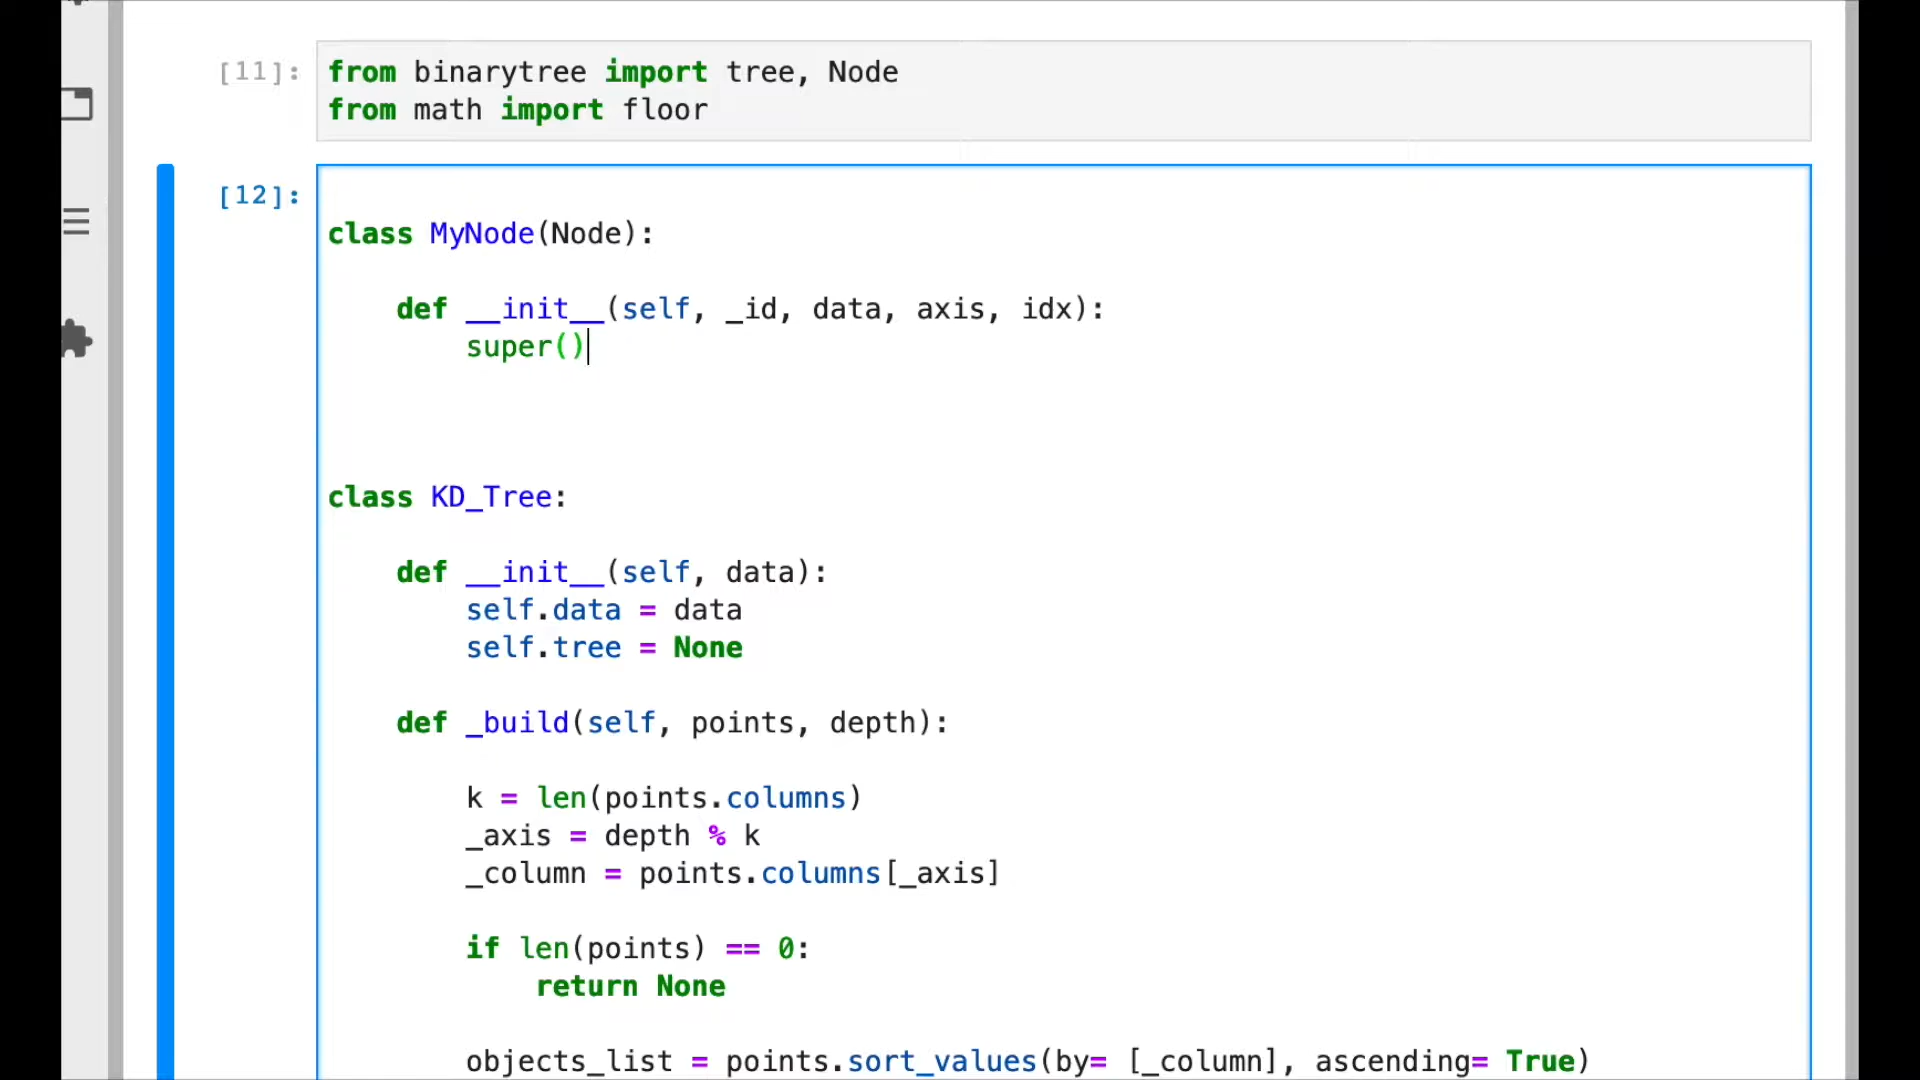 [11]: from binarytree import tree, Node
from math import floor
[12]:
class MyNode(Node):
def __init__(self, _id, data, axis, idx):
super()
class KD_Tree:
def __init__(self, data):
self.data = data
self.tree = None
def _build(self, points, depth):
k = len(points.columns)
_axis = depth % k
_column = points.columns[_axis]
if len(points) == 0:
return None
objects_list = points.sort_values(by= [_column], ascending= True)